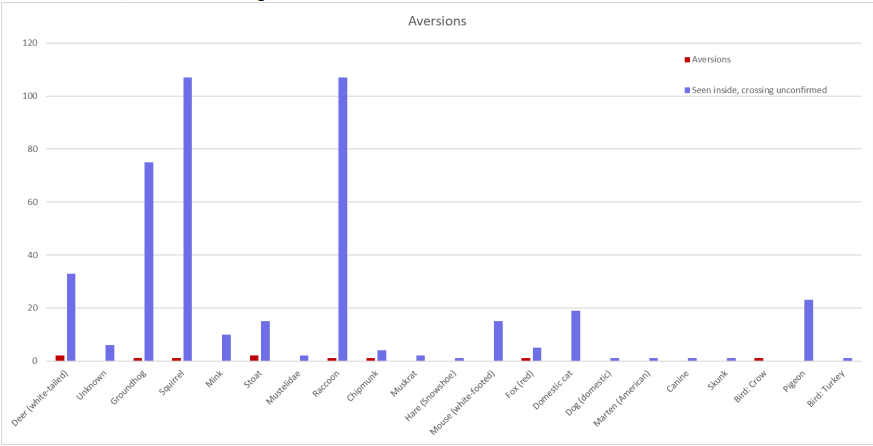 Aversions
120
100
80
60
40
20
0
Aversions
Seen inside, crossing unconfirmed
Deer (white-tailed)
Unknown
Groundhog
Squirrel
Mink
Stoat
Mustelidae
Raccoon
Chipmunk
Muskrat
Hare (Snowshoe)
Mouse (white-footed)
Fox (red)
Domestic cat
Dog (domestic)
Marten (American)
Canine
Skunk
Bird: Crow
Pigeon
Bird: Turkey